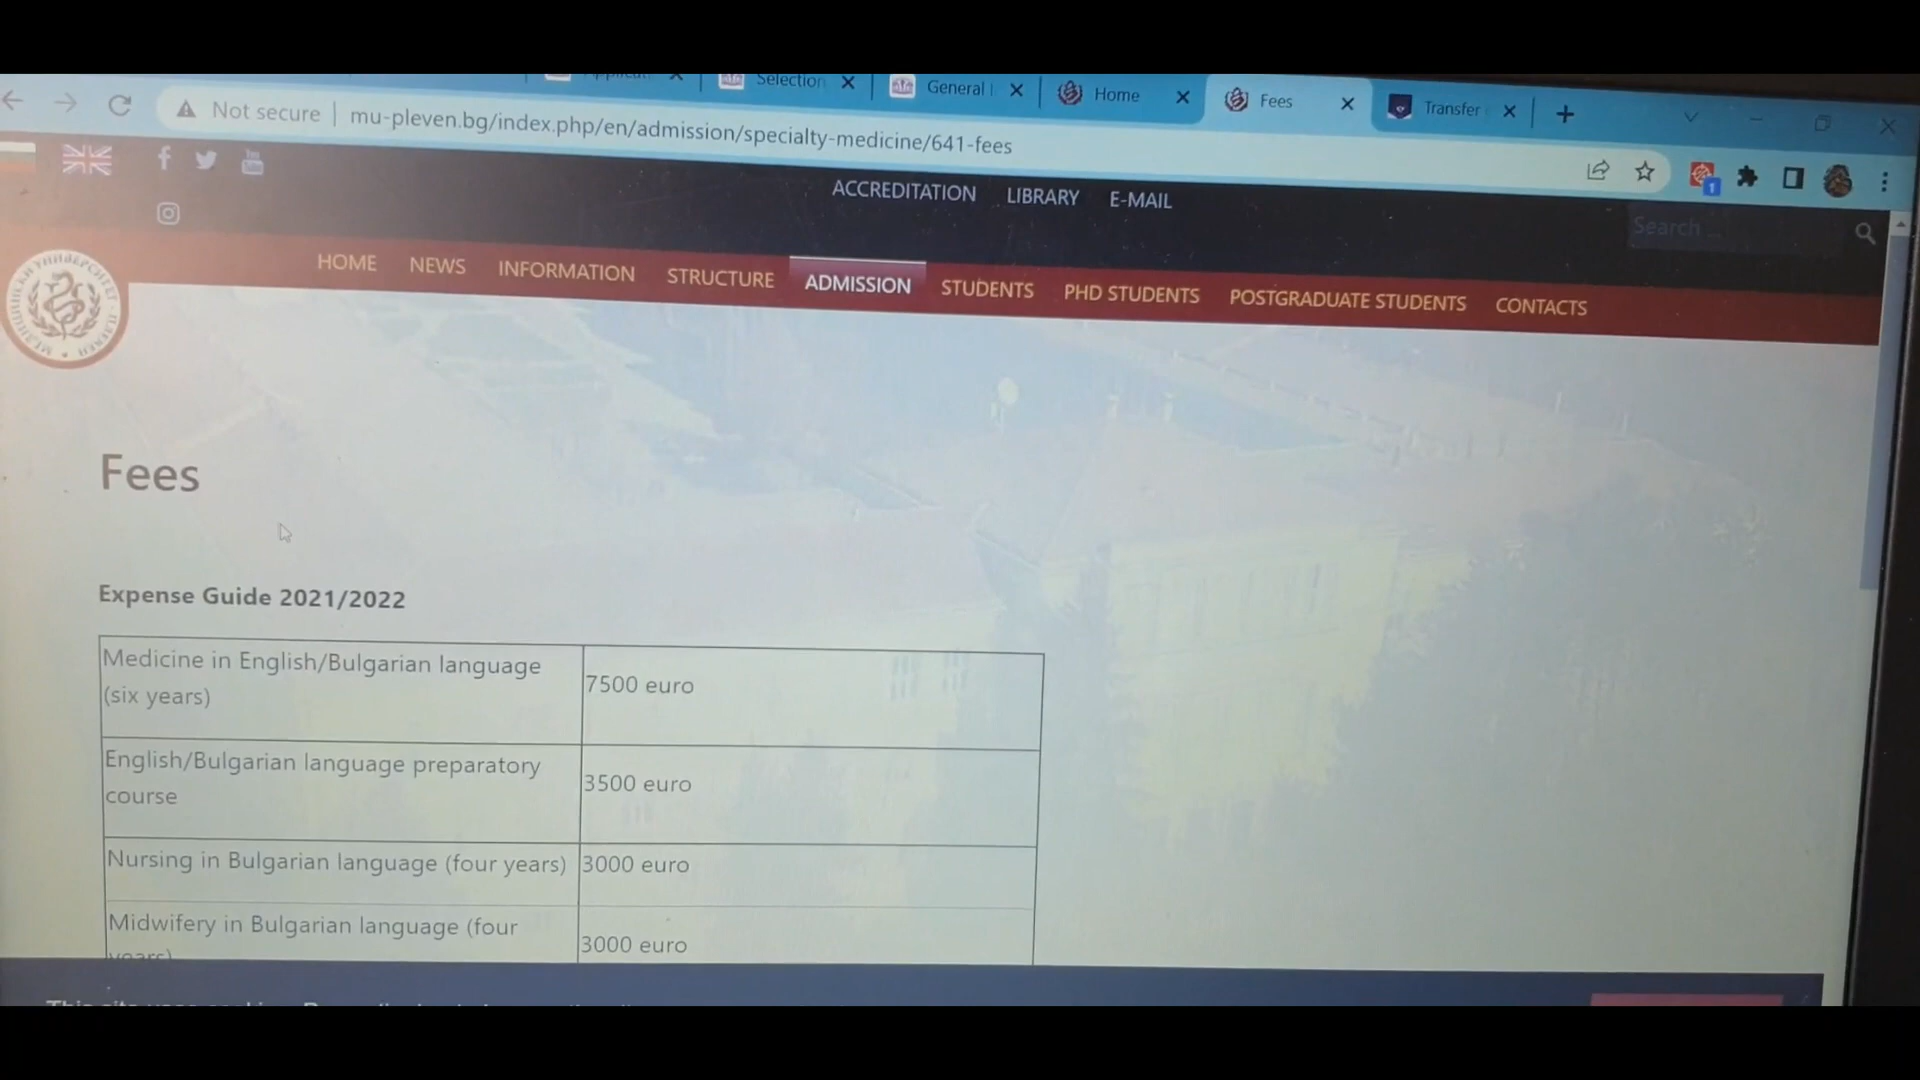 Selection
General
Home
Fees
Transfer
Not secure
mu-pleven.bg/index.php/en/admission/specialty-medicine/641-fees
1
You
ACCREDITATION LIBRARY E-MAIL
Search ...
HOME NEWS INFORMATION STRUCTURE ADMISSION STUDENTS PHD STUDENTS POSTGRADUATE STUDENTS CONTACTS
Fees
Expense Guide 2021/2022
Medicine in English/Bulgarian language
(six years)
7500 euro
English/Bulgarian language preparatory
course
3500 euro
Nursing in Bulgarian language (four years)
3000 euro
Midwifery in Bulgarian language (four
years)
3000 euro